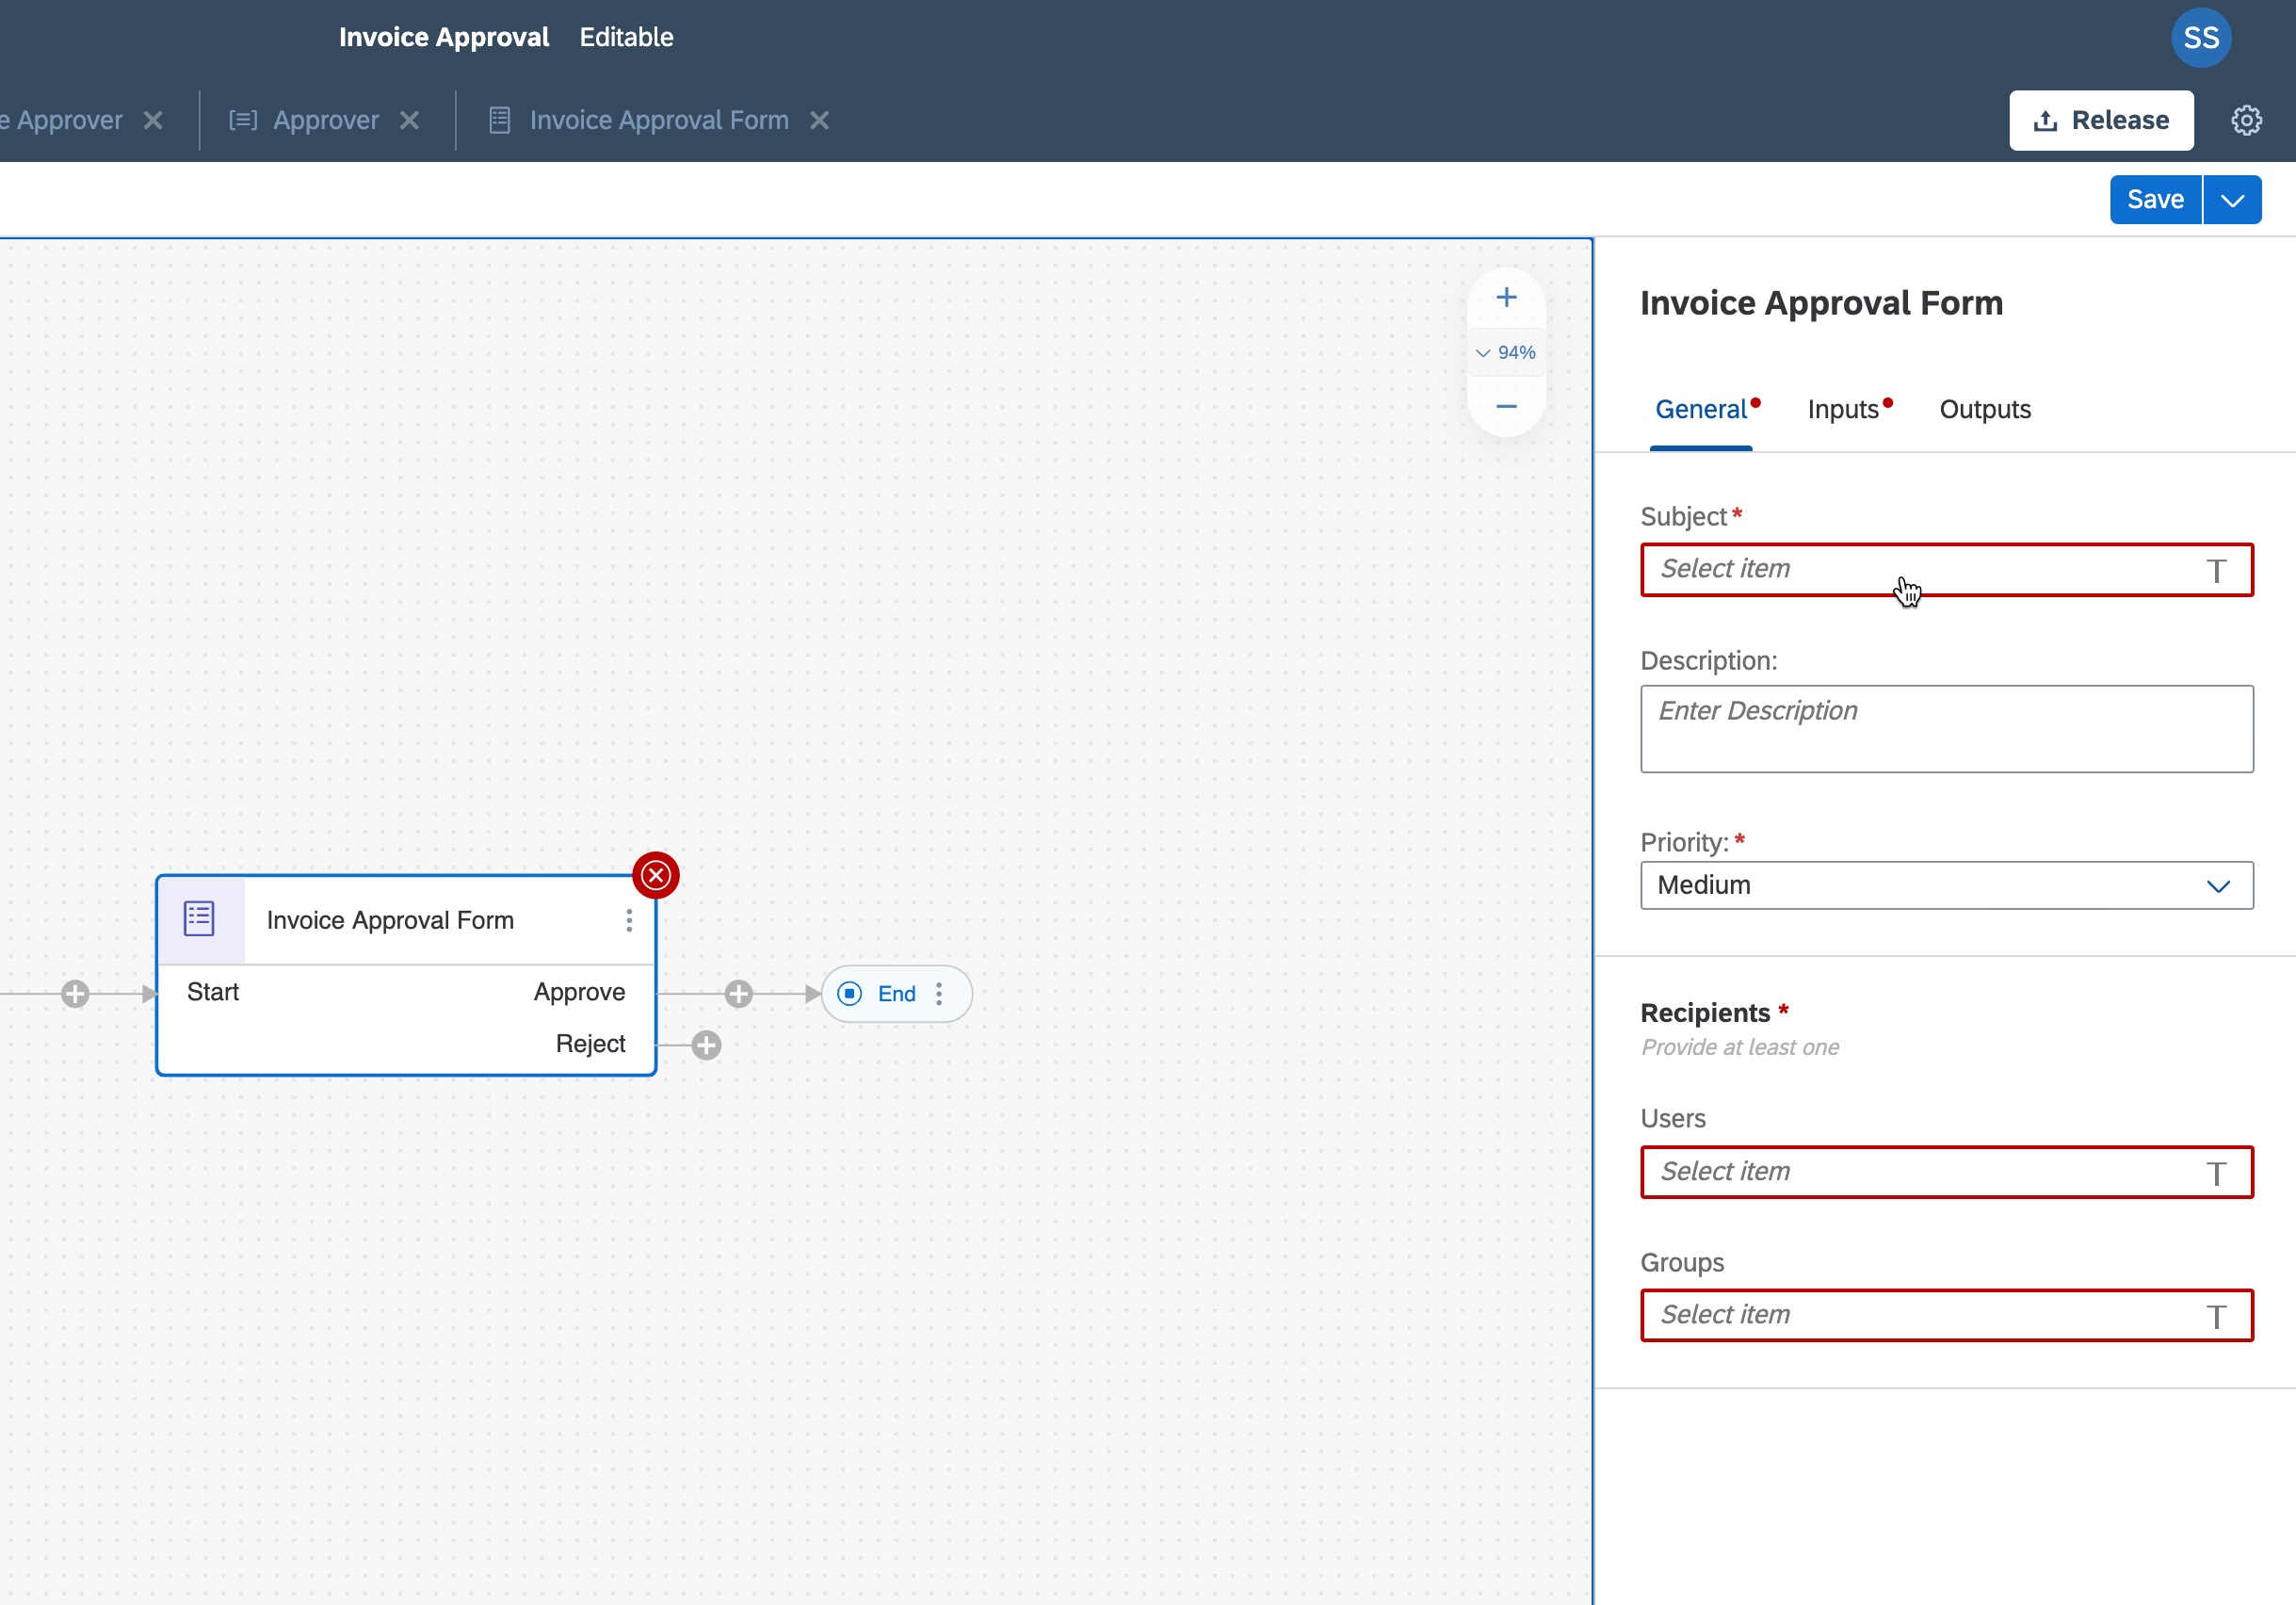 Invoice Approval Editable
SS
e Approver
Approver
Invoice Approval Form
Release
Save
94%
Invoice Approval Form
Start
Approve
Reject
End
Invoice Approval Form
General Inputs Outputs
Subject*
Select item T
Description:
Enter Description
Priority: *
Medium
Recipients *
Provide at least one
Users
Select item T
Groups
Select item T